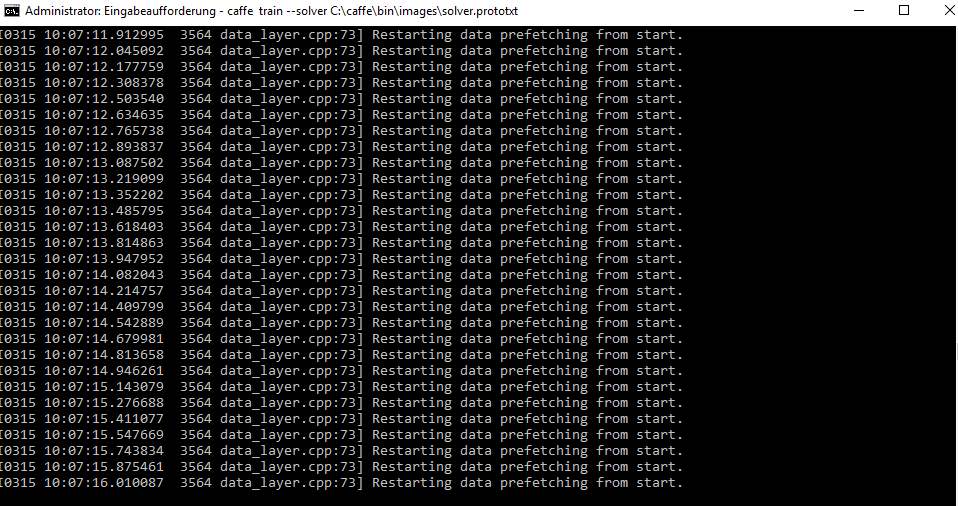 Administrator: Eingabeaufforderung - caffe train --solver C:\caffe\bin\images\solver.prototxt
I0315 10:07:11.912995  3564 data_layer.cpp:73] Restarting data prefetching from start.
I0315 10:07:12.045092  3564 data_layer.cpp:73] Restarting data prefetching from start.
I0315 10:07:12.177759  3564 data_layer.cpp:73] Restarting data prefetching from start.
I0315 10:07:12.308378  3564 data_layer.cpp:73] Restarting data prefetching from start.
I0315 10:07:12.503540  3564 data_layer.cpp:73] Restarting data prefetching from start.
I0315 10:07:12.634635  3564 data_layer.cpp:73] Restarting data prefetching from start.
I0315 10:07:12.765738  3564 data_layer.cpp:73] Restarting data prefetching from start.
I0315 10:07:12.893837  3564 data_layer.cpp:73] Restarting data prefetching from start.
I0315 10:07:13.087502  3564 data_layer.cpp:73] Restarting data prefetching from start.
I0315 10:07:13.219099  3564 data_layer.cpp:73] Restarting data prefetching from start.
I0315 10:07:13.352202  3564 data_layer.cpp:73] Restarting data prefetching from start.
I0315 10:07:13.485795  3564 data_layer.cpp:73] Restarting data prefetching from start.
I0315 10:07:13.618403  3564 data_layer.cpp:73] Restarting data prefetching from start.
I0315 10:07:13.814863  3564 data_layer.cpp:73] Restarting data prefetching from start.
I0315 10:07:13.947952  3564 data_layer.cpp:73] Restarting data prefetching from start.
I0315 10:07:14.082043  3564 data_layer.cpp:73] Restarting data prefetching from start.
I0315 10:07:14.214757  3564 data_layer.cpp:73] Restarting data prefetching from start.
I0315 10:07:14.409799  3564 data_layer.cpp:73] Restarting data prefetching from start.
I0315 10:07:14.542889  3564 data_layer.cpp:73] Restarting data prefetching from start.
I0315 10:07:14.679981  3564 data_layer.cpp:73] Restarting data prefetching from start.
I0315 10:07:14.813658  3564 data_layer.cpp:73] Restarting data prefetching from start.
I0315 10:07:14.946261  3564 data_layer.cpp:73] Restarting data prefetching from start.
I0315 10:07:15.143079  3564 data_layer.cpp:73] Restarting data prefetching from start.
I0315 10:07:15.276688  3564 data_layer.cpp:73] Restarting data prefetching from start.
I0315 10:07:15.411077  3564 data_layer.cpp:73] Restarting data prefetching from start.
I0315 10:07:15.547669  3564 data_layer.cpp:73] Restarting data prefetching from start.
I0315 10:07:15.743834  3564 data_layer.cpp:73] Restarting data prefetching from start.
I0315 10:07:15.875461  3564 data_layer.cpp:73] Restarting data prefetching from start.
I0315 10:07:16.010087  3564 data_layer.cpp:73] Restarting data prefetching from start.